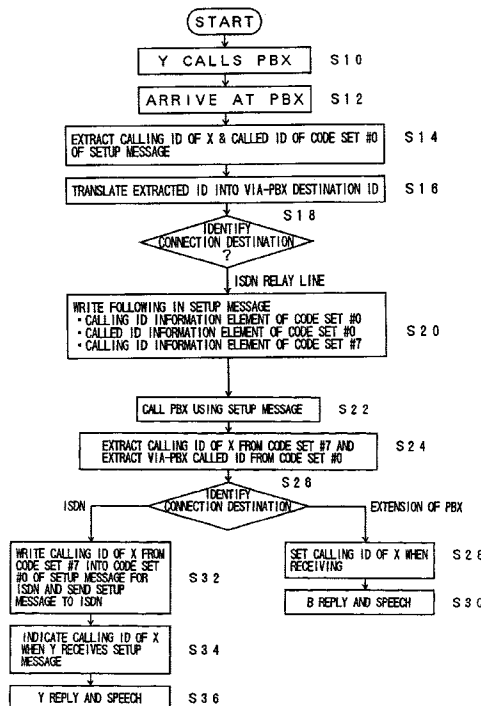 START
Y CALLS PBX S10
ARRIVE AT PBX S12
EXTRACT CALLING ID OF X & CALLED ID OF CODE SET #0
OF SETUP MESSAGE
S14
TRANSLATE EXTRACTED ID INTO VIA-PBX DESTINATION ID S16
S18
IDENTIFY
CONNECTION DESTINATION
?
ISDN RELAY LINE
WRITE FOLLOWING IN SETUP MESSAGE
・CALLING ID INFORMATION ELEMENT OF CODE SET #0
・CALLED ID INFORMATION ELEMENT OF CODE SET #0
・CALLING ID INFORMATION ELEMENT OF CODE SET #7
S20
CALL PBX USING SETUP MESSAGE S22
EXTRACT CALLING ID OF X FROM CODE SET #7 AND
EXTRACT VIA-PBX CALLED ID FROM CODE SET #0
S24
S26
IDENTIFY
CONNECTION DESTINATION
ISDN
EXTENSION OF PBX
WRITE CALLING ID OF X FROM
CODE SET #7 INTO CODE SET
#0 OF SETUP MESSAGE FOR
ISDN AND SEND SETUP
MESSAGE TO ISDN
S32
SET CALLING ID OF X WHEN
RECEIVING
S28
B REPLY AND SPEECH S30
INDICATE CALLING ID OF X
WHEN Y RECEIVES SETUP
MESSAGE
S34
Y REPLY AND SPEECH S36